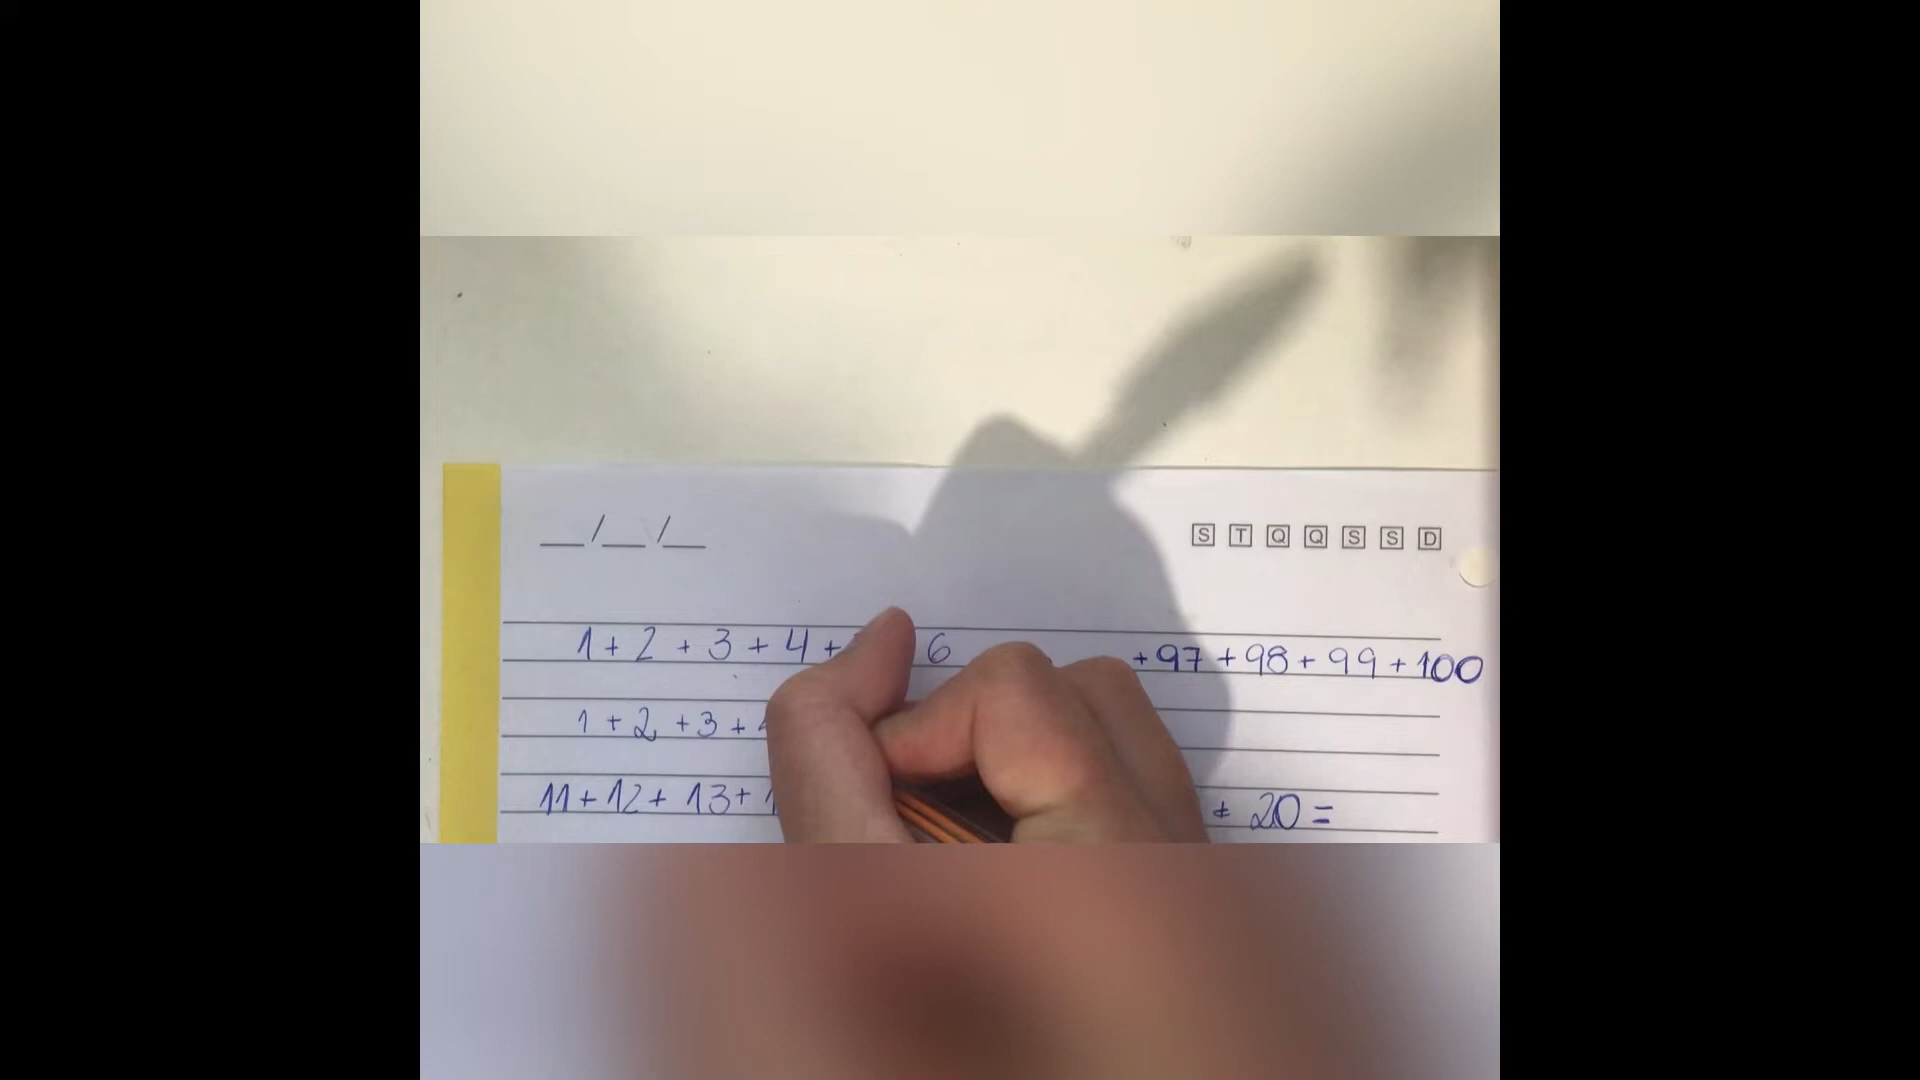 __/__/__ S T Q Q S S D
1 + 2 + 3 + 4 + 6 + 97 + 98 + 99 + 100
1 + 2 + 3 +
11 + 12 + 13 + + 20 =